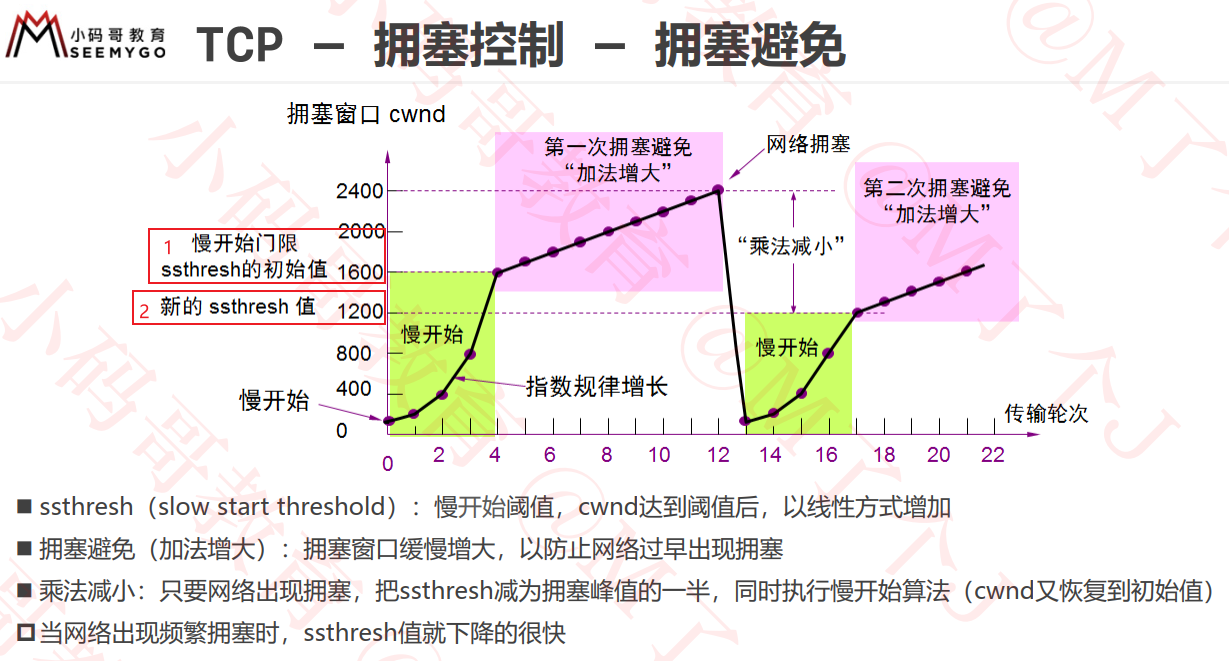 小码哥教育
SEEMYGO
TCP – 拥塞控制 – 拥塞避免
拥塞窗口 cwnd
第一次拥塞避免
“加法增大”
网络拥塞
第二次拥塞避免
“加法增大”
2400
2000
1600
1200
800
400
0
1 慢开始门限
ssthresh的初始值
2 新的 ssthresh 值
“乘法减小”
慢开始
慢开始
指数规律增长
慢开始
传输轮次
0 2 4 6 8 10 12 14 16 18 20 22
ssthresh（slow start threshold）：慢开始阈值，cwnd达到阈值后，以线性方式增加
拥塞避免（加法增大）：拥塞窗口缓慢增大，以防止网络过早出现拥塞
乘法减小：只要网络出现拥塞，把ssthresh减为拥塞峰值的一半，同时执行慢开始算法（cwnd又恢复到初始值）
当网络出现频繁拥塞时，ssthresh值就下降的很快
小码哥教育
@M了个J